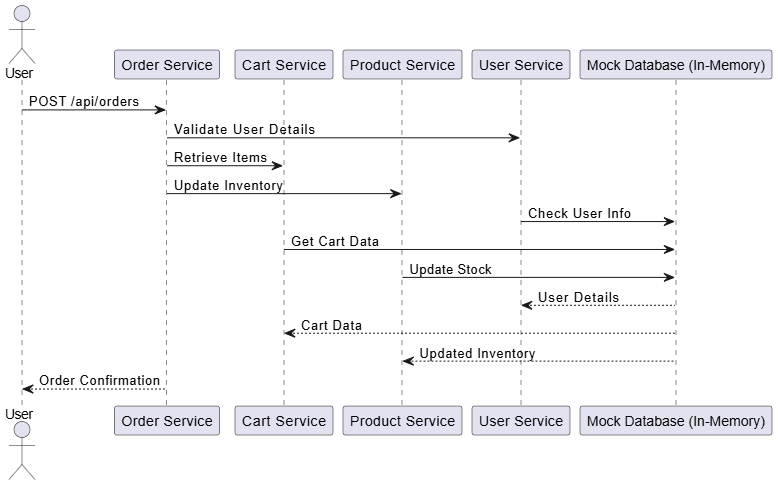 User
Order Service
Cart Service
Product Service
User Service
Mock Database (In-Memory)
POST /api/orders
Validate User Details
Retrieve Items
Update Inventory
Check User Info
Get Cart Data
Update Stock
User Details
Cart Data
Updated Inventory
Order Confirmation
User
Order Service
Cart Service
Product Service
User Service
Mock Database (In-Memory)